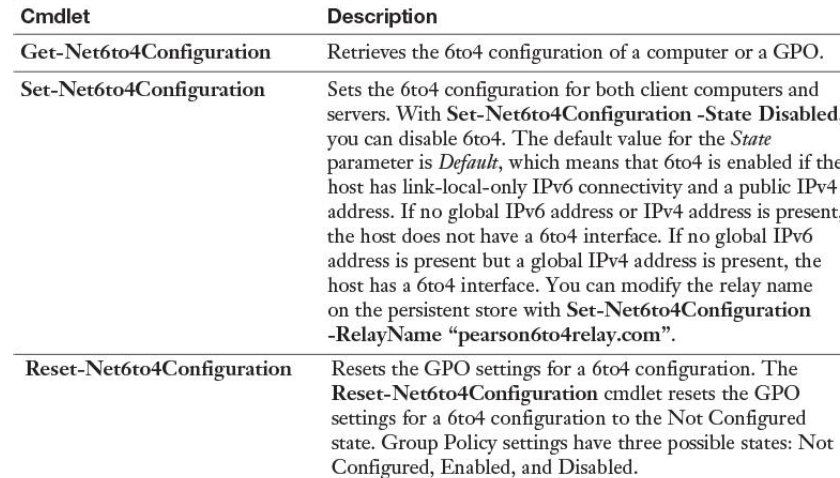 Cmdlet Description
Get-Net6to4Configuration Retrieves the 6to4 configuration of a computer or a GPO.
Set-Net6to4Configuration Sets the 6to4 configuration for both client computers and
servers. With Set-Net6to4Configuration -State Disabled,
you can disable 6to4. The default value for the State
parameter is Default, which means that 6to4 is enabled if the
host has link-local-only IPv6 connectivity and a public IPv4
address. If no global IPv6 address or IPv4 address is present,
the host does not have a 6to4 interface. If no global IPv6
address is present but a global IPv4 address is present, the
host has a 6to4 interface. You can modify the relay name
on the persistent store with Set-Net6to4Configuration
-RelayName “pearson6to4relay.com”.
Reset-Net6to4Configuration Resets the GPO settings for a 6to4 configuration. The
Reset-Net6to4Configuration cmdlet resets the GPO
settings for a 6to4 configuration to the Not Configured
state. Group Policy settings have three possible states: Not
Configured, Enabled, and Disabled.